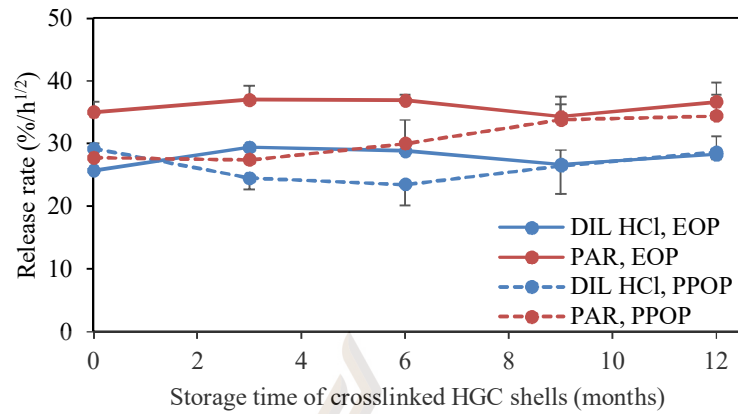 50
40
30
20
10
0
Release rate (%/h1/2)
DIL HCl, EOP
PAR, EOP
DIL HCl, PPOP
PAR, PPOP
0 2 4 6 8 10 12
Storage time of crosslinked HGC shells (months)